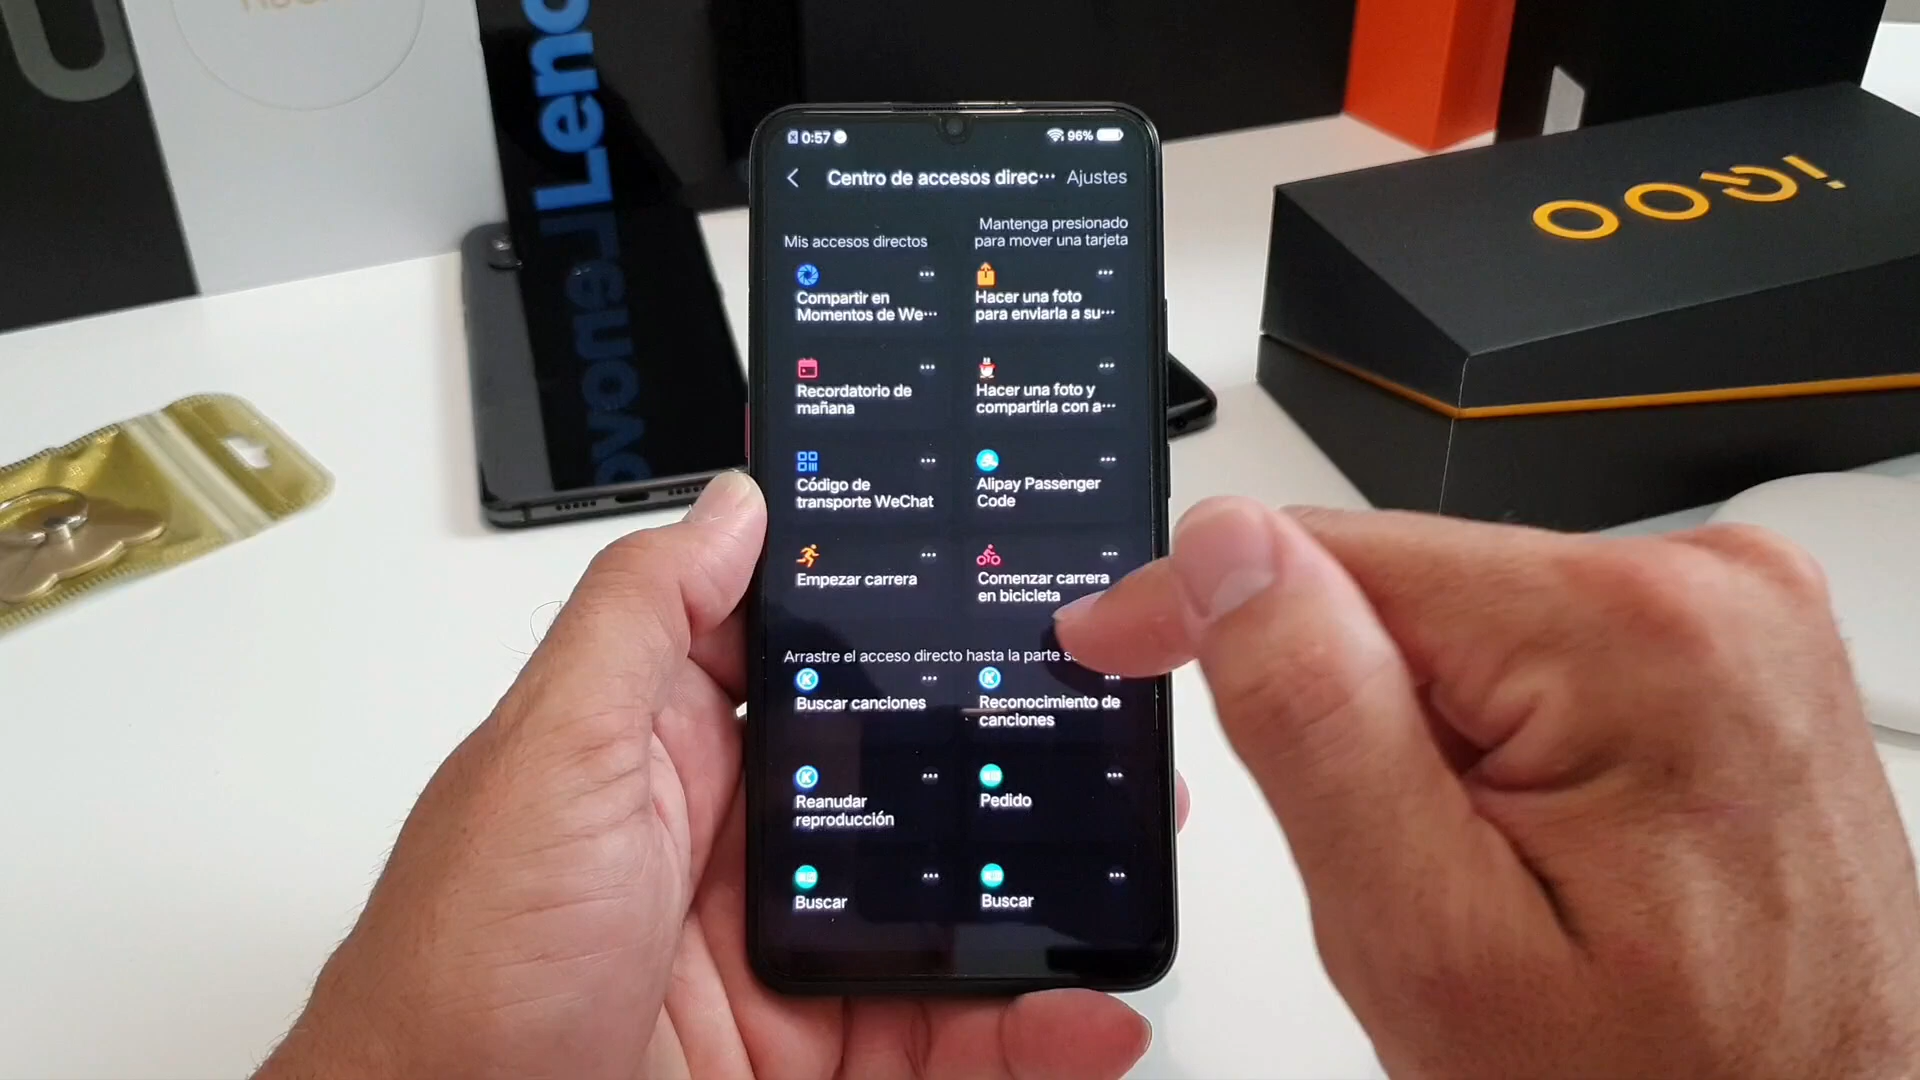 Lenovo
iQOO
0:57
96%
Centro de accesos direc···
Ajustes
Mis accesos directos
Mantenga presionado
para mover una tarjeta
Compartir en
Momentos de We···
Hacer una foto
para enviarla a su···
Recordatorio de
mañana
Hacer una foto y
compartirla con a···
Código de
transporte WeChat
Alipay Passenger
Code
Empezar carrera
Comenzar carrera
en bicicleta
Arrastre el acceso directo hasta la parte s
Buscar canciones
Reconocimiento de
canciones
Reanudar
reproducción
Pedido
Buscar
Buscar